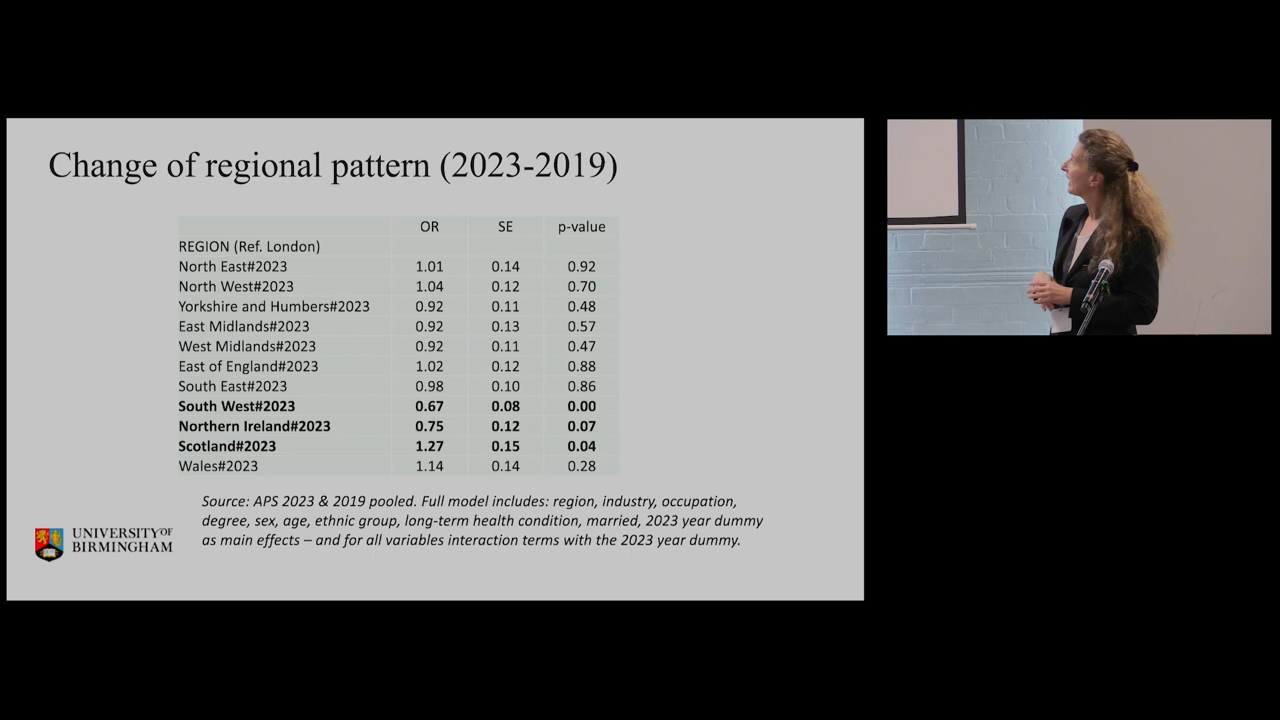 Change of regional pattern (2023-2019)
OR SE p-value
REGION (Ref. London)
North East#2023 1.01 0.14 0.92
North West#2023 1.04 0.12 0.70
Yorkshire and Humbers#2023 0.92 0.11 0.48
East Midlands#2023 0.92 0.13 0.57
West Midlands#2023 0.92 0.11 0.47
East of England#2023 1.02 0.12 0.88
South East#2023 0.98 0.10 0.86
South West#2023 0.67 0.08 0.00
Northern Ireland#2023 0.75 0.12 0.07
Scotland#2023 1.27 0.15 0.04
Wales#2023 1.14 0.14 0.28
Source: APS 2023 & 2019 pooled. Full model includes: region, industry, occupation,
degree, sex, age, ethnic group, long-term health condition, married, 2023 year dummy
as main effects – and for all variables interaction terms with the 2023 year dummy.
UNIVERSITY OF
BIRMINGHAM